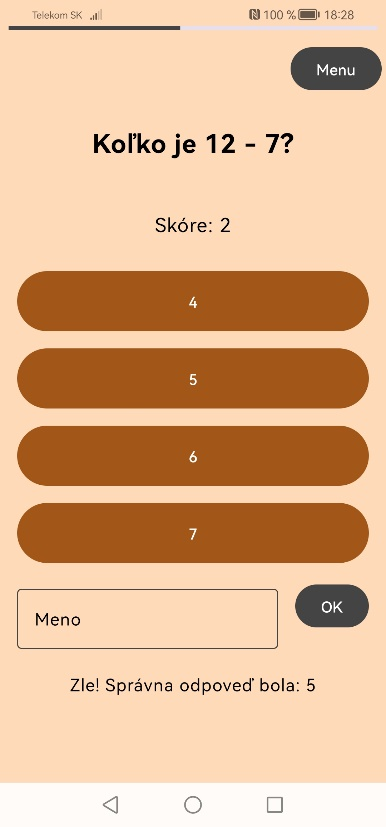 Telekom SK 100 % 18:28
Menu
Koľko je 12 - 7?
Skóre: 2
4
5
6
7
Meno
OK
Zle! Správna odpoveď bola: 5